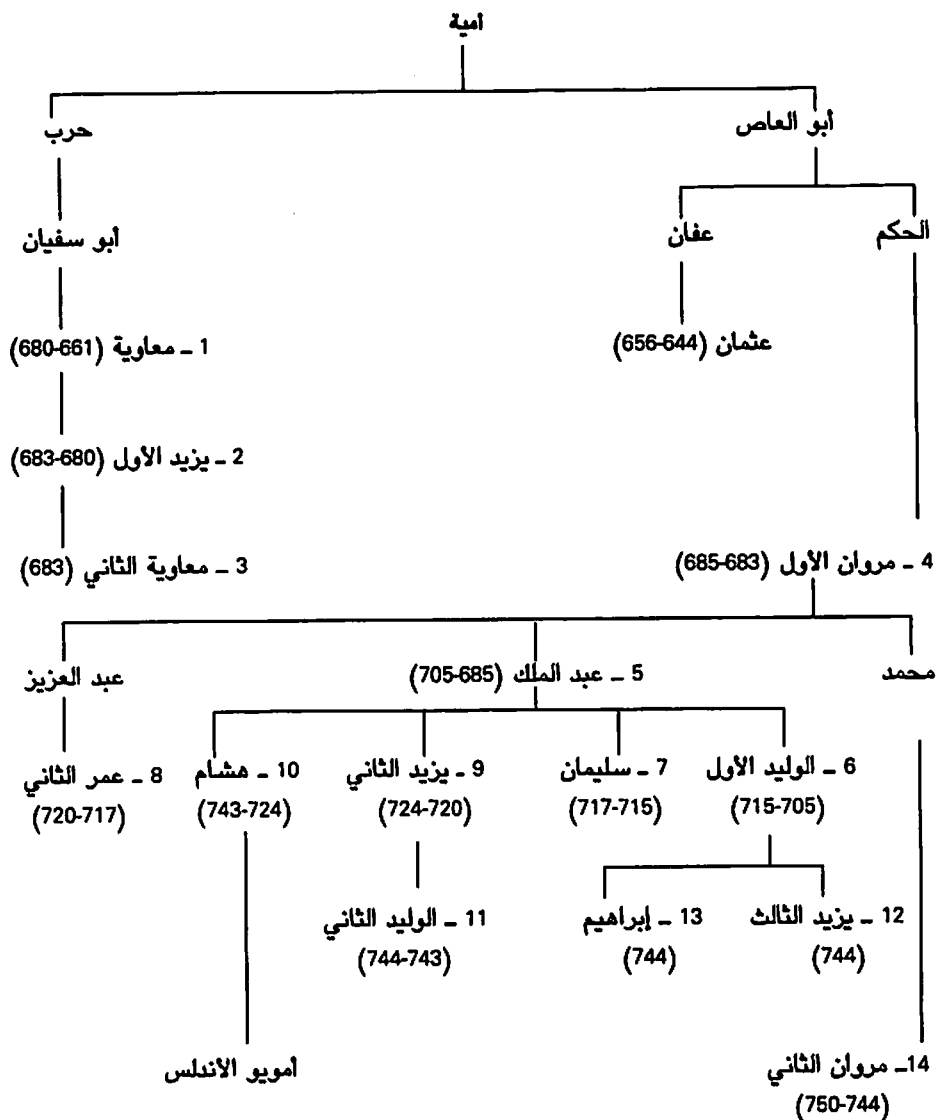 أمية
أبو العاص
حرب
الحكم
عفان
أبو سفيان
عثمان (644-656)
1 ـ معاوية (661-680)
2 ـ يزيد الأول (680-683)
4 ـ مروان الأول (683-685)
3 ـ معاوية الثاني (683)
محمد
5 ـ عبد الملك (685-705)
عبد العزيز
6 ـ الوليد الأول
(705-715)
7 ـ سليمان
(715-717)
9 ـ يزيد الثاني
(720-724)
10 ـ هشام
(724-743)
8 ـ عمر الثاني
(717-720)
12 ـ يزيد الثالث
(744)
13 ـ إبراهيم
(744)
11 ـ الوليد الثاني
(743-744)
14ـ مروان الثاني
(744-750)
أمويو الأندلس